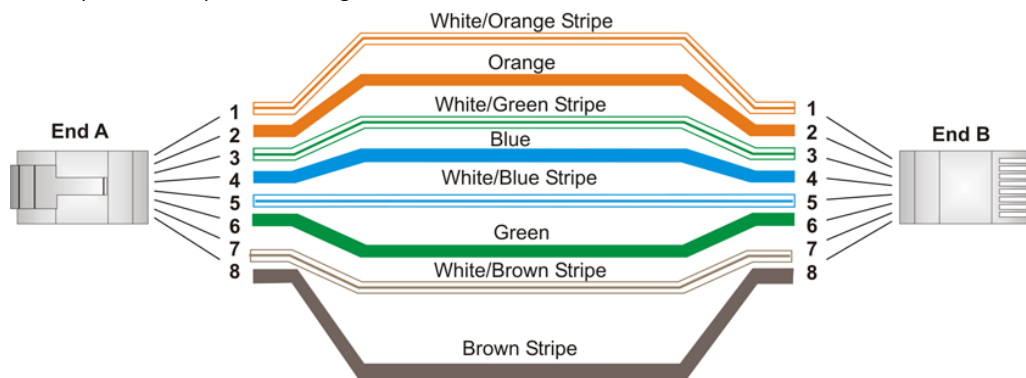 White/Orange Stripe
Orange
White/Green Stripe
Blue
White/Blue Stripe
Green
White/Brown Stripe
Brown Stripe
End A
1
2
3
4
5
6
7
8
End B
1
2
3
4
5
6
7
8